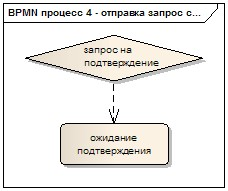 BPMN процесс 4 - отправка запрос с...
запрос на
подтверждение
ожидание
подтверждения